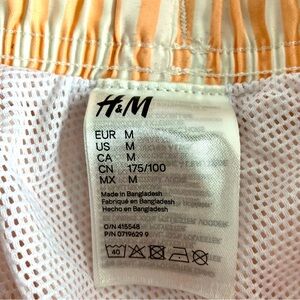 H&M
EUR M
US M
CA M
CN 175/100
MX M
Made in Bangladesh
Fabriqué en Bangladesh
Hecho en Bangladesh
O/N 415548
P/N 0719629 9
40